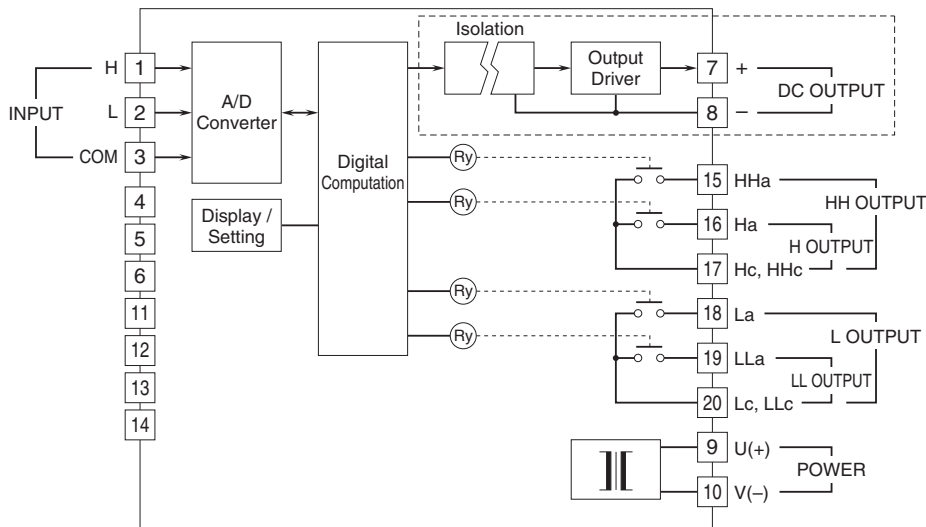 Isolation
H 1
A/D
Converter
L 2
INPUT
COM 3
4
5
6
11
12
13
14
Display /
Setting
Digital
Computation
Output
Driver
7 +
DC OUTPUT
8 −
Ry
Ry
Ry
Ry
15 HHa
HH OUTPUT
16 Ha
H OUTPUT
17 Hc, HHc
18 La
L OUTPUT
19 LLa
LL OUTPUT
20 Lc, LLc
9 U(+)
POWER
10 V(−)